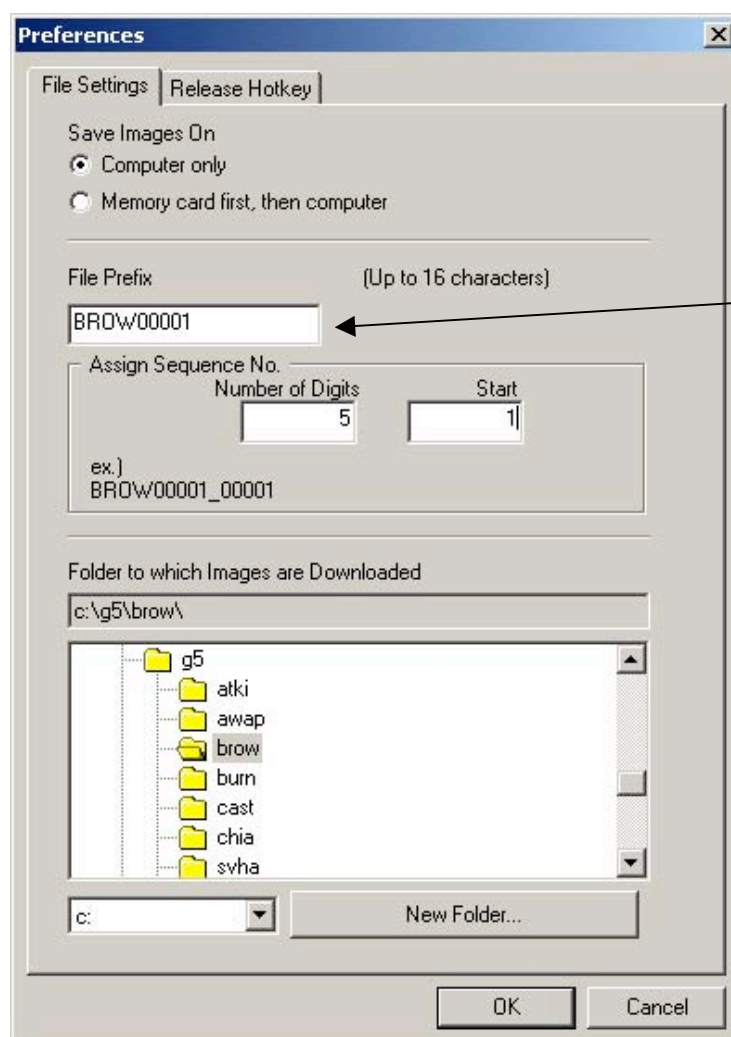 Preferences
File Settings Release Hotkey
Save Images On
Computer only
Memory card first, then computer
File Prefix (Up to 16 characters)
BROW00001
Assign Sequence No.
Number of Digits Start
5 1
ex.)
BROW00001_00001
Folder to which Images are Downloaded
c:\g5\brow\
g5
atki
awap
brow
burn
cast
chia
svha
c: New Folder...
OK Cancel